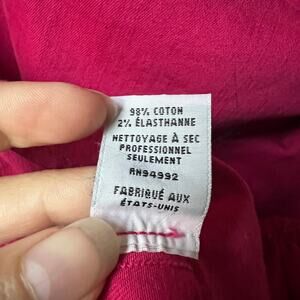 98% COTON
2% ÉLASTHANNE
NETTOYAGE À SEC
PROFESSIONNEL
SEULEMENT
RN94992
FABRIQUÉ AUX
ÉTATS-UNIS